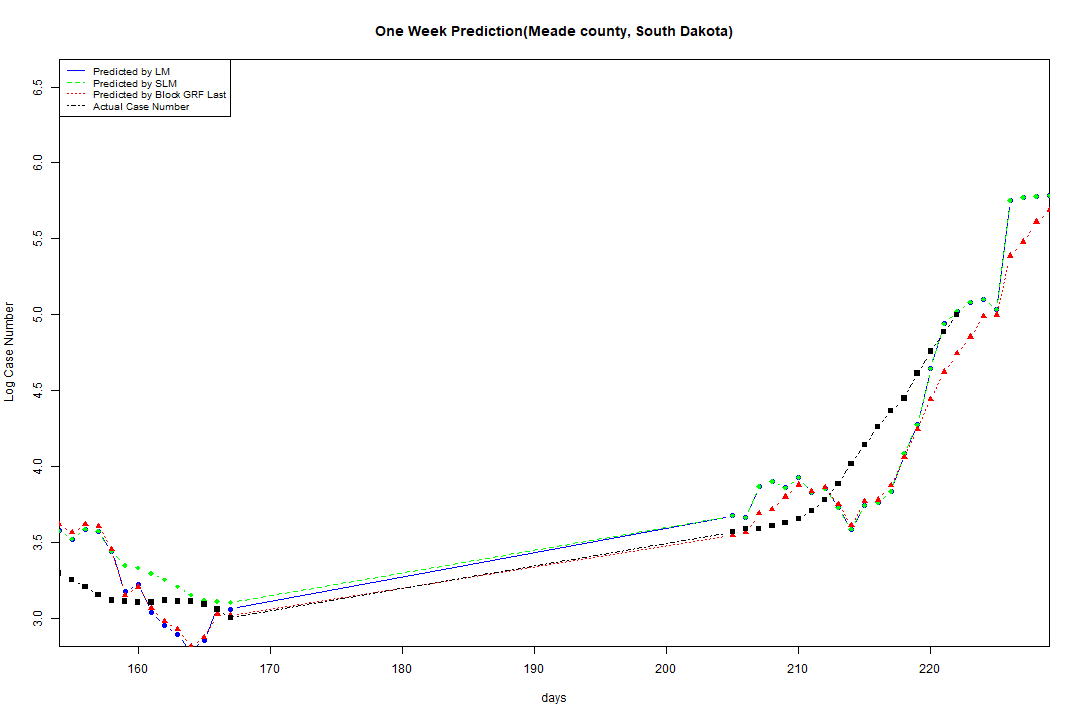 One Week Prediction(Meade county, South Dakota)
Predicted by LM
Predicted by SLM
Predicted by Block GRF Last
Actual Case Number
6.5
6.0
5.5
5.0
4.5
4.0
3.5
3.0
Log Case Number
160 170 180 190 200 210 220
days